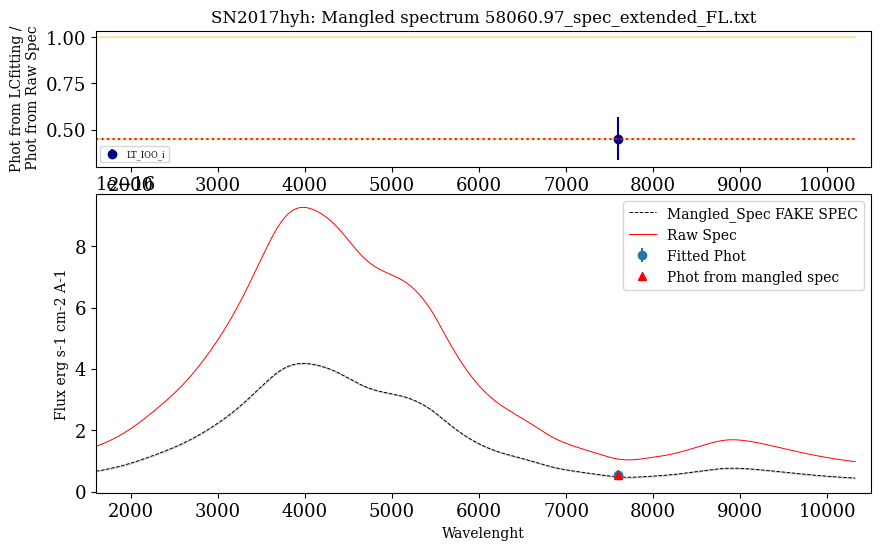 SN2017hyh: Mangled spectrum 58060.97_spec_extended_FL.txt
Phot from LCfitting /
Phot from Raw Spec
1.00
0.75
0.50
LT_IOO_i
2000 3000 4000 5000 6000 7000 8000 9000 10000
1e−16
Flux erg s-1 cm-2 A-1
8
6
4
2
0
Mangled_Spec FAKE SPEC
Raw Spec
Fitted Phot
Phot from mangled spec
2000 3000 4000 5000 6000 7000 8000 9000 10000
Wavelenght